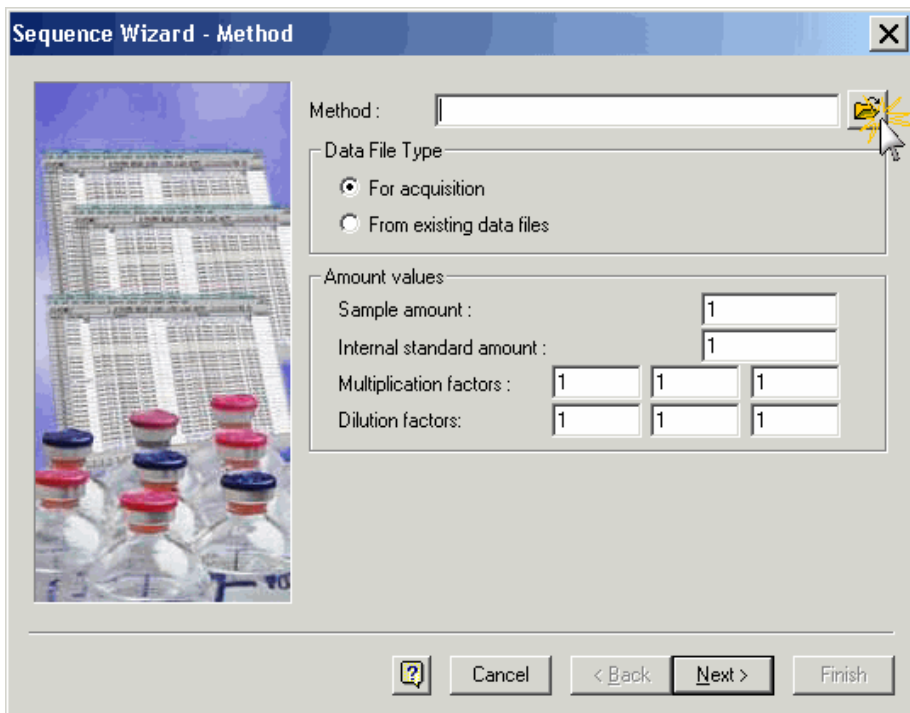 Sequence Wizard - Method
Method :
Data File Type
For acquisition
From existing data files
Amount values
Sample amount : 1
Internal standard amount : 1
Multiplication factors : 1 1 1
Dilution factors: 1 1 1
? Cancel < Back Next > Finish